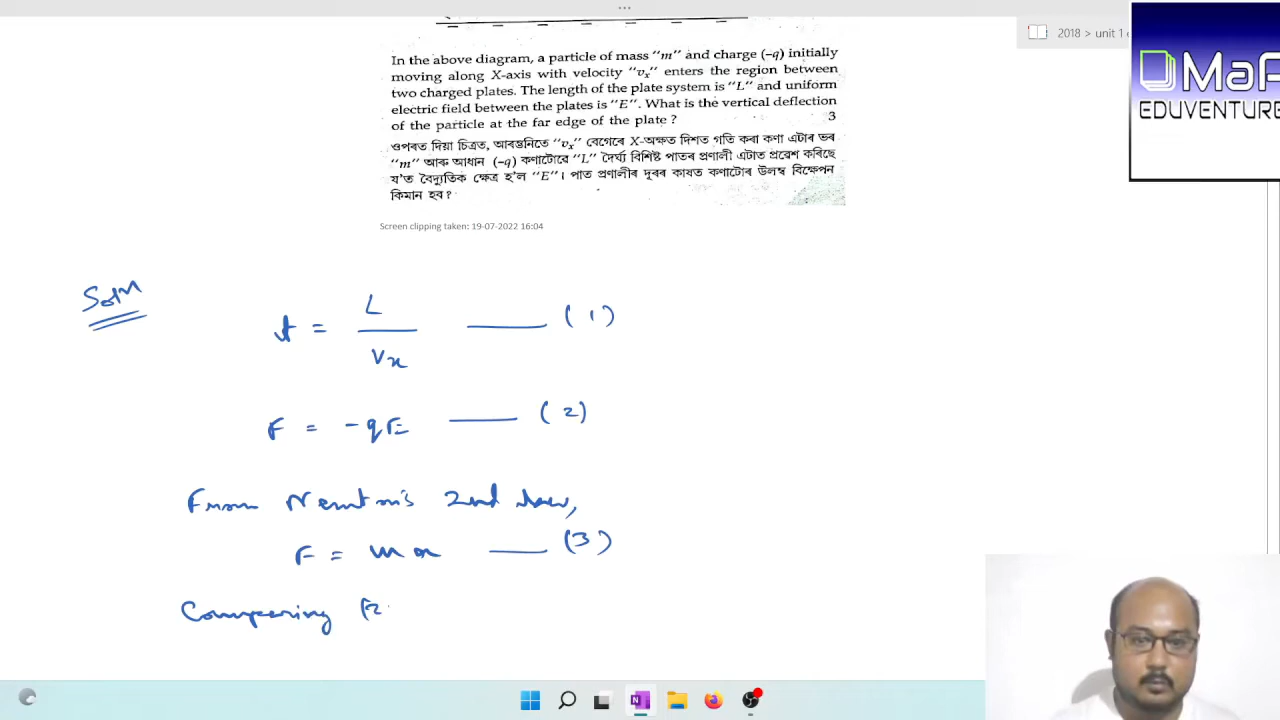 2018 > unit 1
MaF
EDUVENTURE
In the above diagram, a particle of mass “m” and charge (–q) initially
moving along X-axis with velocity “vₓ” enters the region between
two charged plates. The length of the plate system is “L” and uniform
electric field between the plates is “E”. What is the vertical deflection
of the particle at the far edge of the plate ? 3
ওপৰত দিয়া চিত্ৰত, আৰম্ভনিতে “vₓ” বেগেৰে X-অক্ষত দিশত গতি কৰা কণা এটাৰ ভৰ
“m” আৰু আধান (–q) কণাটোৱে “L” দৈৰ্ঘ্য বিশিষ্ট পাতৰ প্ৰণালী এটাত প্ৰৱেশ কৰিছে
য'ত বৈদ্যুতিক ক্ষেত্ৰ হ'ল “E”। পাত প্ৰণালীৰ দূৰৰ কাষত কণাটোৰ উলম্ব বিক্ষেপন
কিমান হব?
Screen clipping taken: 19-07-2022 16:04
Solⁿ
t = L / vₓ —— (1)
F = -qE —— (2)
From Newton's 2nd law,
F = ma —— (3)
Comparing (2